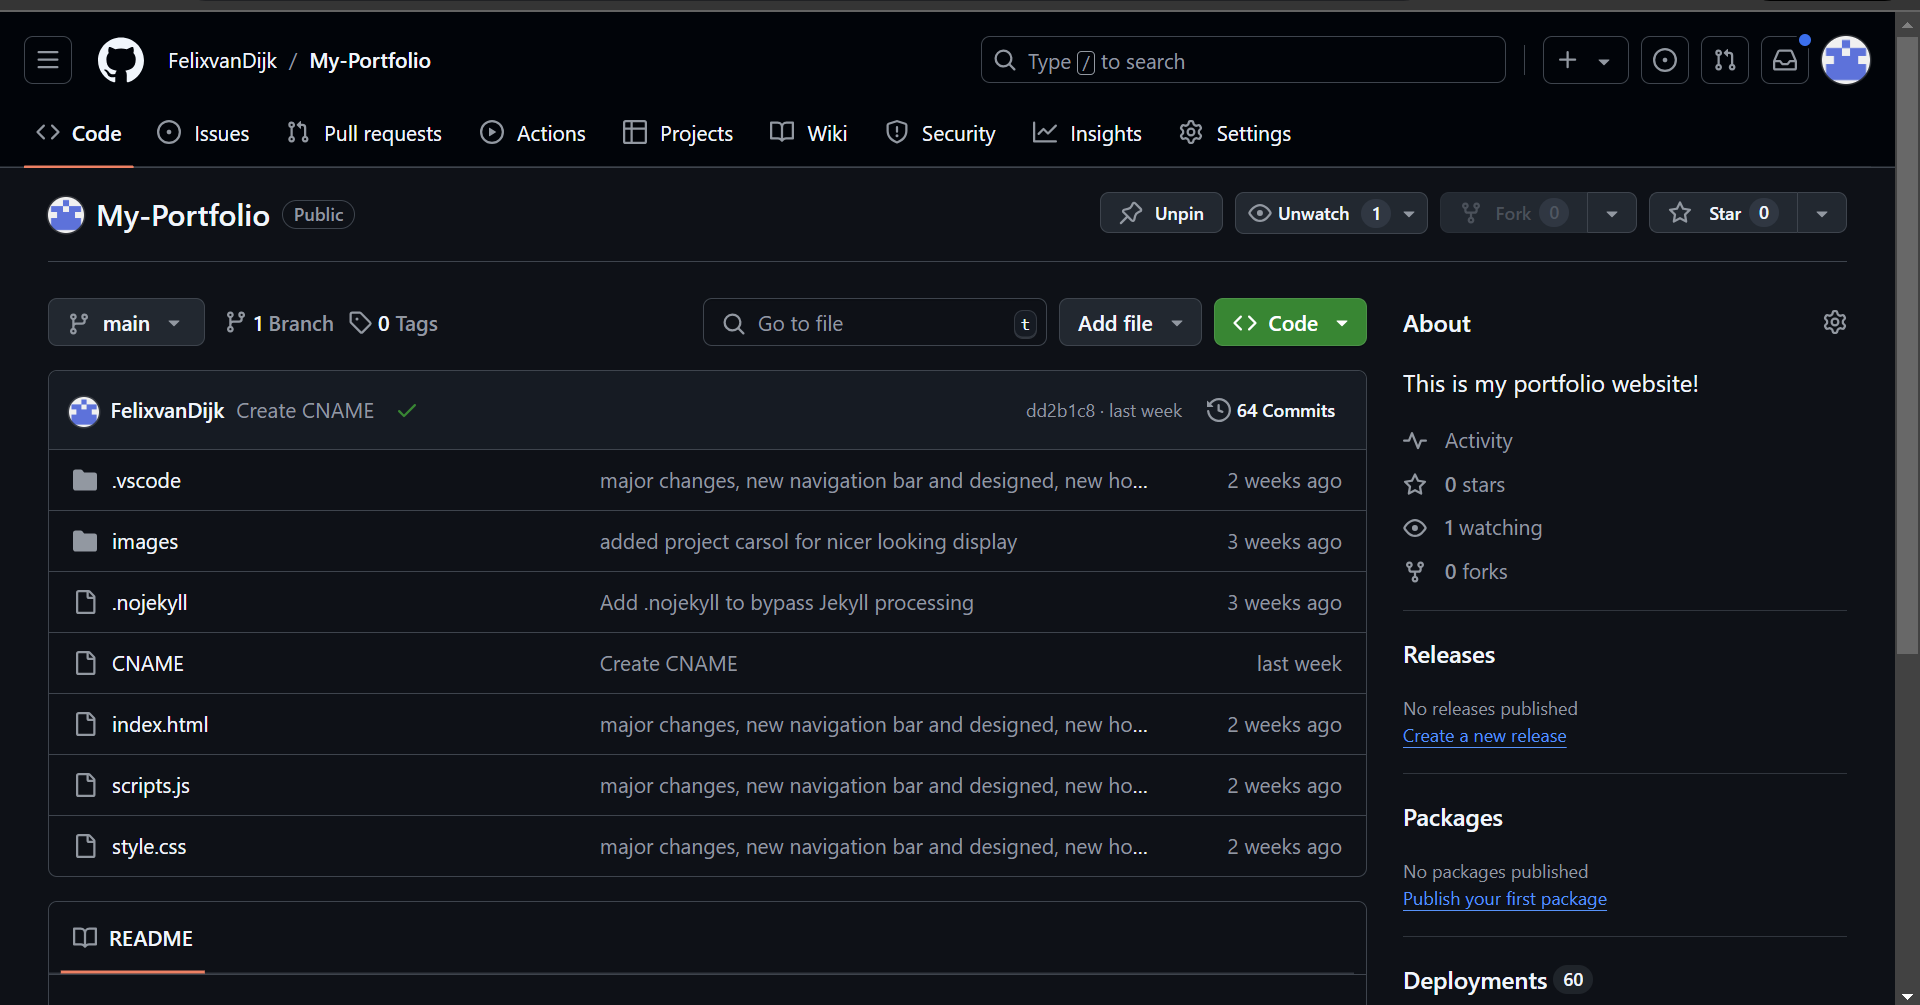 FelixvanDijk / My-Portfolio
Type / to search
Code Issues Pull requests Actions Projects Wiki Security Insights Settings
My-Portfolio Public
Unpin Unwatch 1 Fork 0 Star 0
main 1 Branch 0 Tags
Go to file t Add file Code
FelixvanDijk Create CNAME dd2b1c8 · last week 64 Commits
.vscode major changes, new navigation bar and designed, new ho... 2 weeks ago
images added project carsol for nicer looking display 3 weeks ago
.nojekyll Add .nojekyll to bypass Jekyll processing 3 weeks ago
CNAME Create CNAME last week
index.html major changes, new navigation bar and designed, new ho... 2 weeks ago
scripts.js major changes, new navigation bar and designed, new ho... 2 weeks ago
style.css major changes, new navigation bar and designed, new ho... 2 weeks ago
README
About
This is my portfolio website!
Activity
0 stars
1 watching
0 forks
Releases
No releases published
Create a new release
Packages
No packages published
Publish your first package
Deployments 60